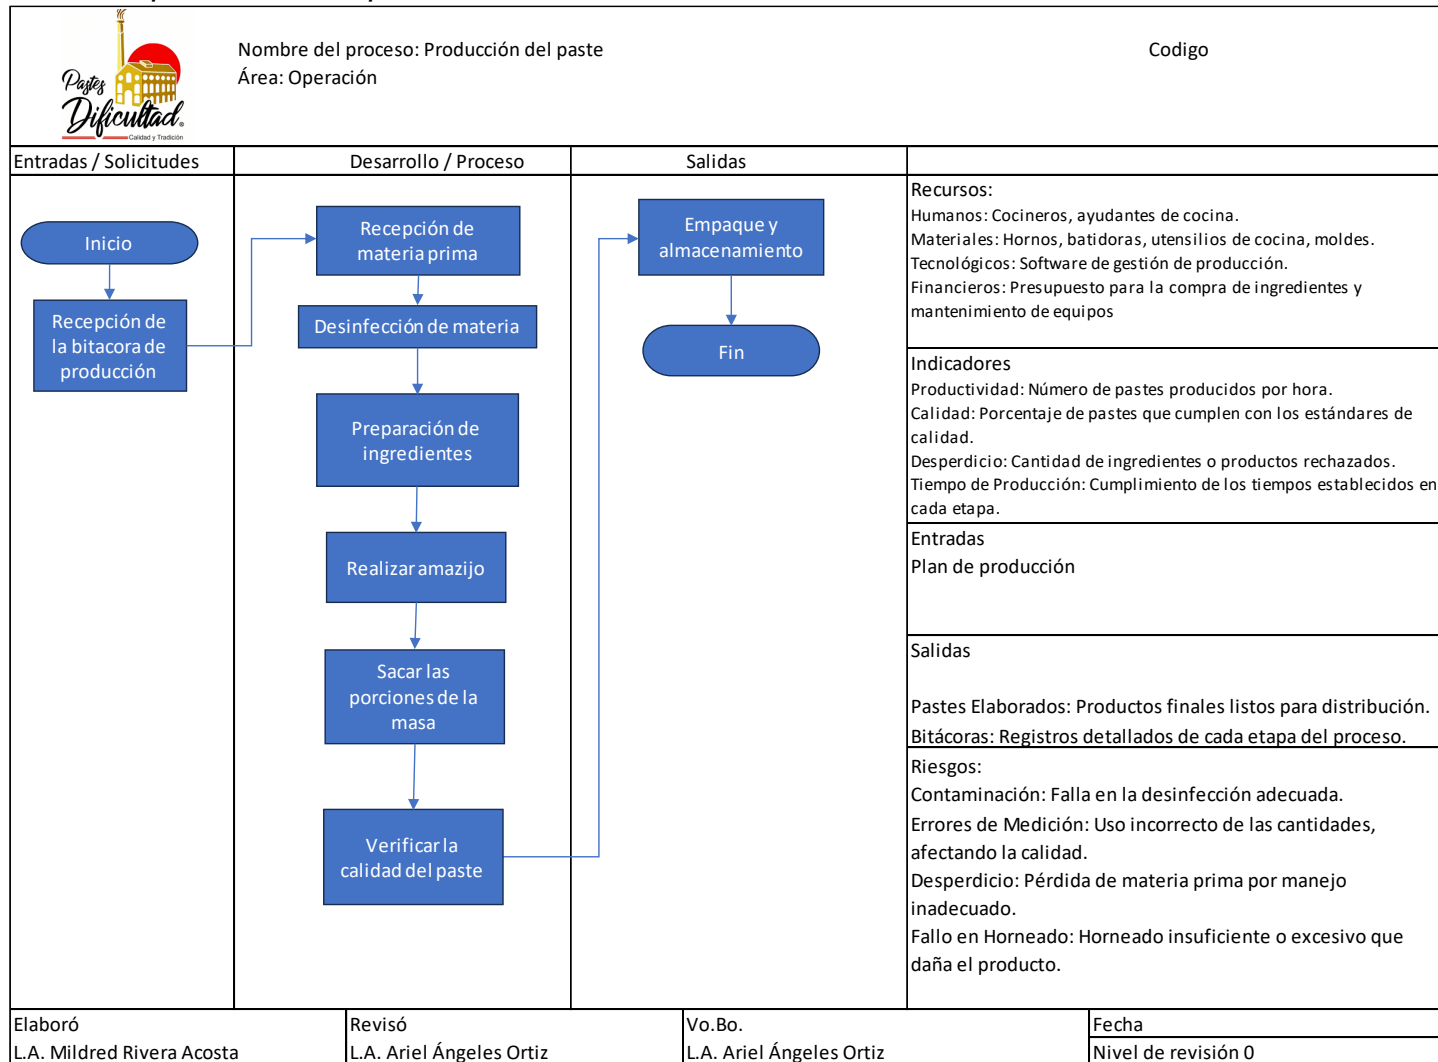 Pastes
Dificultad®
Calidad y Tradición
Nombre del proceso: Producción del paste
Área: Operación
Codigo
Entradas / Solicitudes
Desarrollo / Proceso
Salidas
Inicio
Recepción de
la bitacora de
producción
Recepción de
materia prima
Desinfección de materia
Preparación de
ingredientes
Realizar amazijo
Sacar las
porciones de la
masa
Verificar la
calidad del paste
Empaque y
almacenamiento
Fin
Recursos:
Humanos: Cocineros, ayudantes de cocina.
Materiales: Hornos, batidoras, utensilios de cocina, moldes.
Tecnológicos: Software de gestión de producción.
Financieros: Presupuesto para la compra de ingredientes y
mantenimiento de equipos
Indicadores
Productividad: Número de pastes producidos por hora.
Calidad: Porcentaje de pastes que cumplen con los estándares de
calidad.
Desperdicio: Cantidad de ingredientes o productos rechazados.
Tiempo de Producción: Cumplimiento de los tiempos establecidos en
cada etapa.
Entradas
Plan de producción
Salidas
Pastes Elaborados: Productos finales listos para distribución.
Bitácoras: Registros detallados de cada etapa del proceso.
Riesgos:
Contaminación: Falla en la desinfección adecuada.
Errores de Medición: Uso incorrecto de las cantidades,
afectando la calidad.
Desperdicio: Pérdida de materia prima por manejo
inadecuado.
Fallo en Horneado: Horneado insuficiente o excesivo que
daña el producto.
Elaboró
L.A. Mildred Rivera Acosta
Revisó
L.A. Ariel Ángeles Ortiz
Vo.Bo.
L.A. Ariel Ángeles Ortiz
Fecha
Nivel de revisión 0